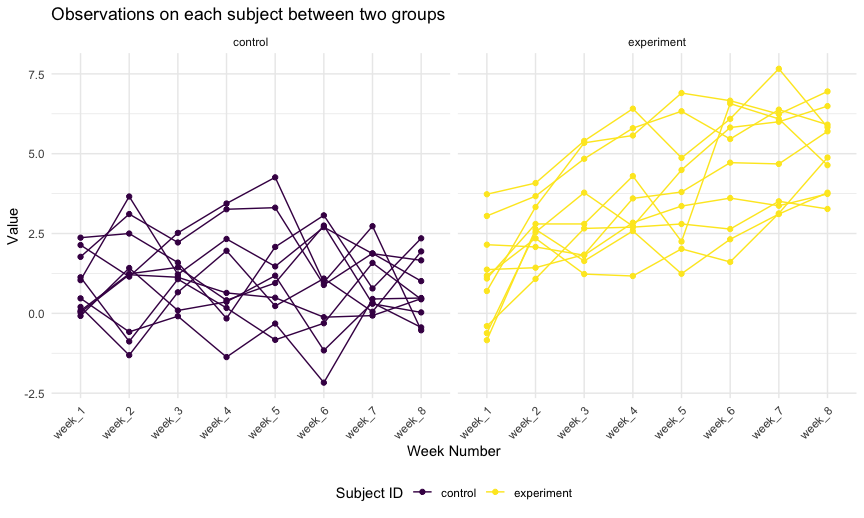 Observations on each subject between two groups
control
experiment
7.5
5.0
2.5
0.0
-2.5
Value
week_1 week_2 week_3 week_4 week_5 week_6 week_7 week_8
week_1 week_2 week_3 week_4 week_5 week_6 week_7 week_8
Week Number
Subject ID control experiment